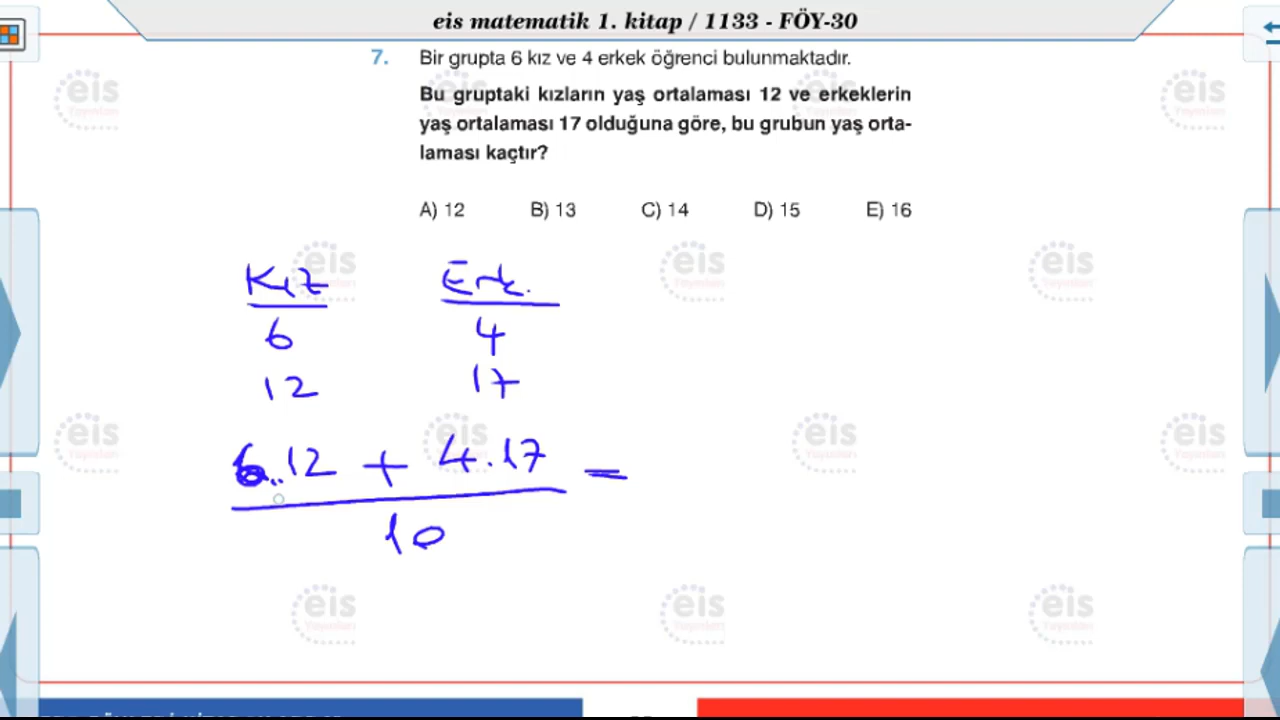 eis matematik 1. kitap / 1133 - FÖY-30
7. Bir grupta 6 kız ve 4 erkek öğrenci bulunmaktadır.
Bu gruptaki kızların yaş ortalaması 12 ve erkeklerin
yaş ortalaması 17 olduğuna göre, bu grubun yaş orta-
laması kaçtır?
A) 12 B) 13 C) 14 D) 15 E) 16
Kız Erk.
6 4
12 17
6.12 + 4.17 =
10